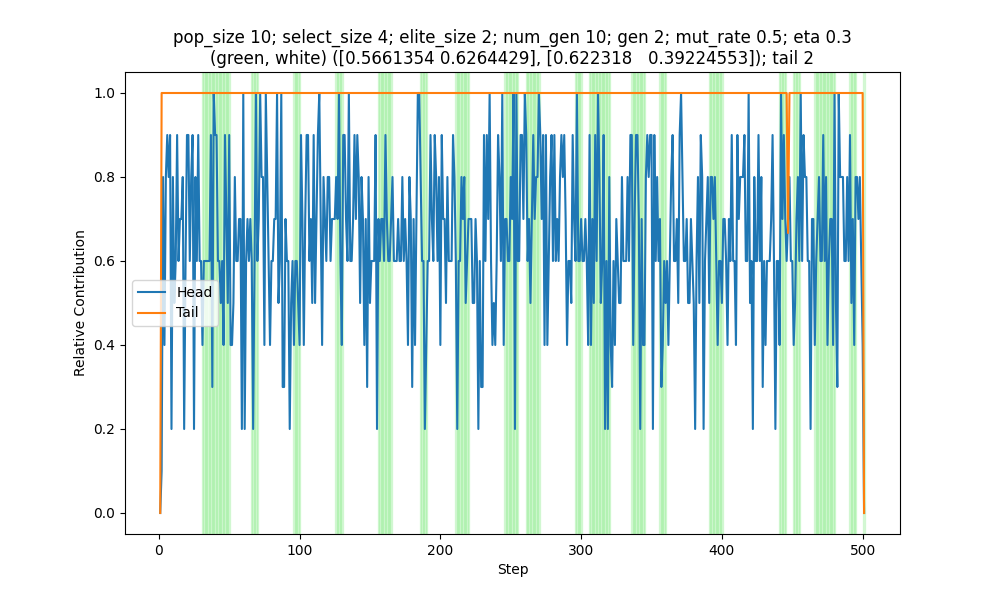 pop_size 10; select_size 4; elite_size 2; num_gen 10; gen 2; mut_rate 0.5; eta 0.3
(green, white) ([0.5661354 0.6264429], [0.622318   0.39224553]); tail 2
1.0
0.8
0.6
0.4
0.2
0.0
Relative Contribution
Head
Tail
0
100
200
300
400
500
Step